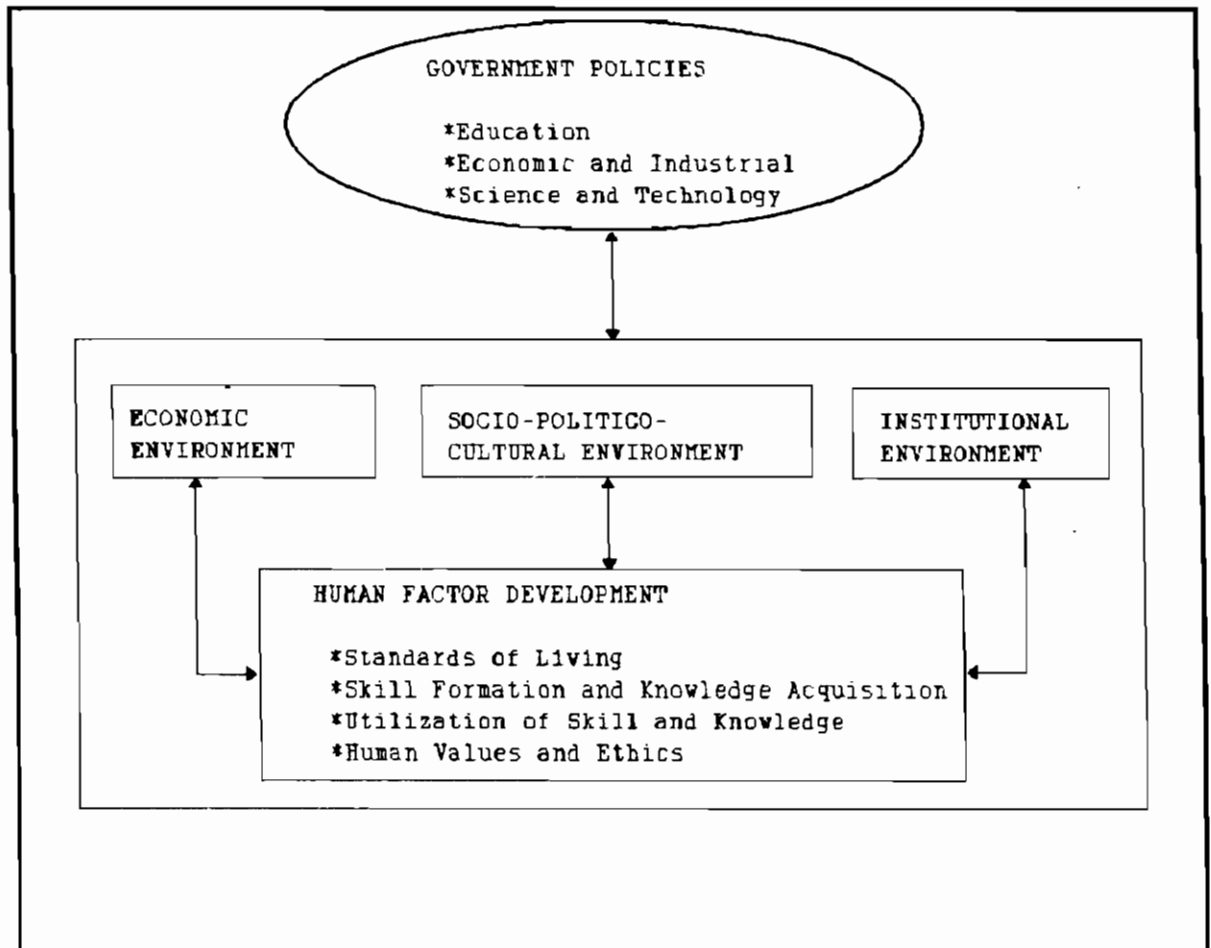 GOVERNMENT POLICIES
*Education
*Economic and Industrial
*Science and Technology
ECONOMIC
ENVIRONMENT
SOCIO-POLITICO-
CULTURAL ENVIRONMENT
INSTITUTIONAL
ENVIRONMENT
HUMAN FACTOR DEVELOPMENT
*Standards of Living
*Skill Formation and Knowledge Acquisition
*Utilization of Skill and Knowledge
*Human Values and Ethics